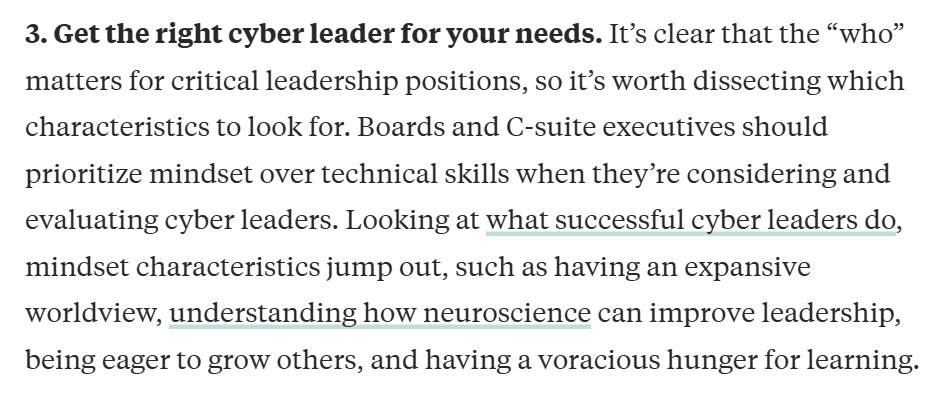 3. Get the right cyber leader for your needs. It’s clear that the “who”
matters for critical leadership positions, so it’s worth dissecting which
characteristics to look for. Boards and C-suite executives should
prioritize mindset over technical skills when they’re considering and
evaluating cyber leaders. Looking at what successful cyber leaders do,
mindset characteristics jump out, such as having an expansive
worldview, understanding how neuroscience can improve leadership,
being eager to grow others, and having a voracious hunger for learning.